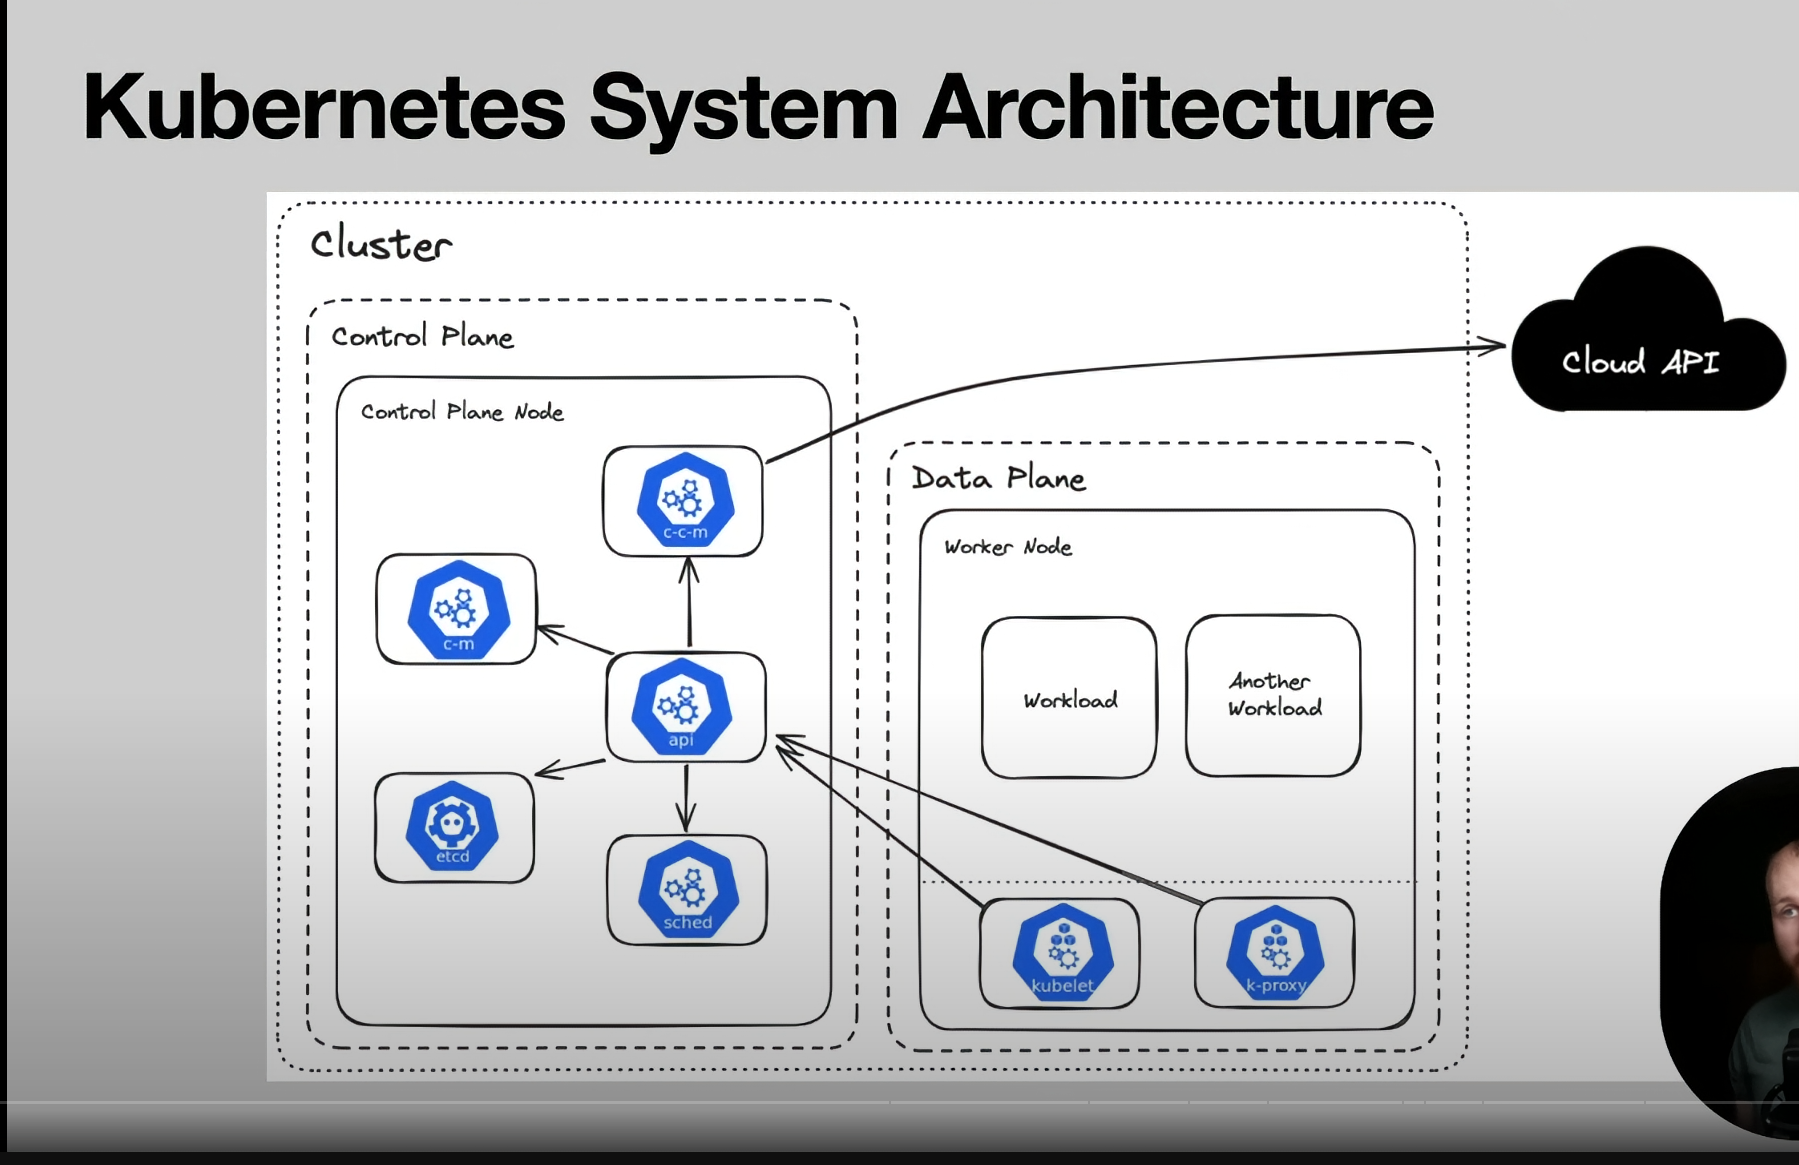 Kubernetes System Architecture
Cluster
Control Plane
Control Plane Node
c-c-m
c-m
api
etcd
sched
Cloud API
Data Plane
Worker Node
Workload
Another
Workload
kubelet
k-proxy